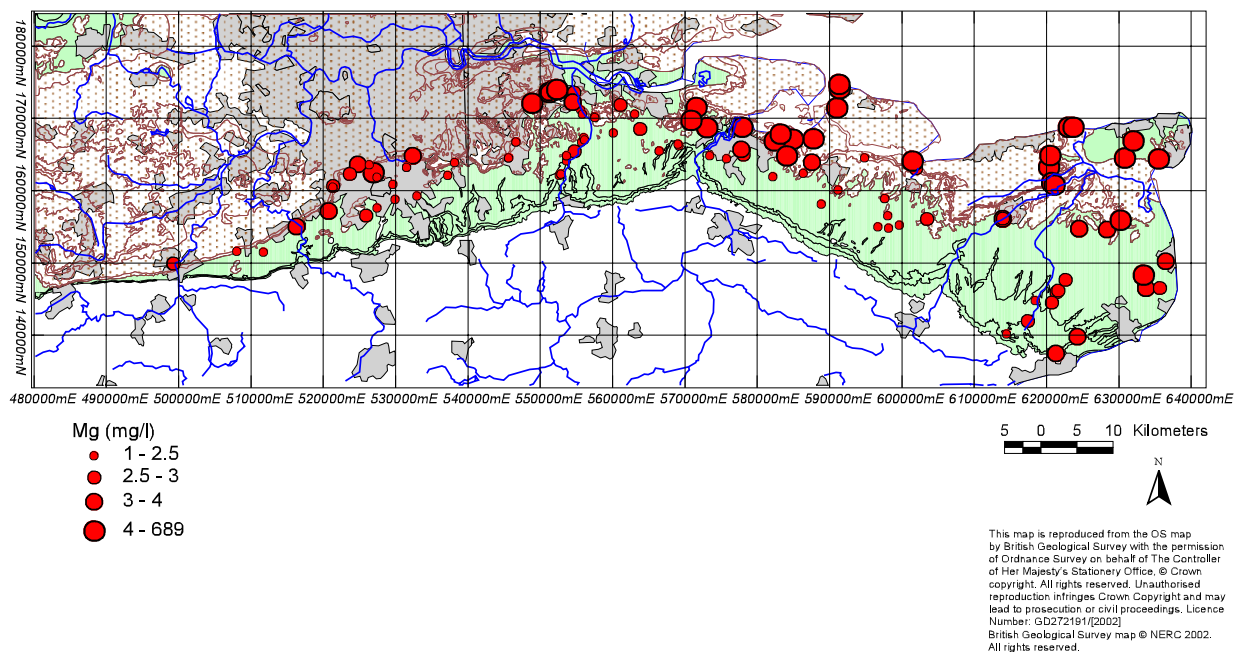 180000mN
170000mN
160000mN
150000mN
140000mN
480000mE 490000mE 500000mE 510000mE 520000mE 530000mE 540000mE 550000mE 560000mE 570000mE 580000mE 590000mE 600000mE 610000mE 620000mE 630000mE 640000mE
Mg (mg/l)
1 - 2.5
2.5 - 3
3 - 4
4 - 689
5 0 5 10 Kilometers
N
This map is reproduced from the OS map
by British Geological Survey with the permission
of Ordnance Survey on behalf of The Controller
of Her Majesty's Stationery Office, © Crown
copyright. All rights reserved. Unauthorised
reproduction infringes Crown Copyright and may
lead to prosecution or civil proceedings. Licence
Number: GD272191/[2002]
British Geological Survey map © NERC 2002.
All rights reserved.